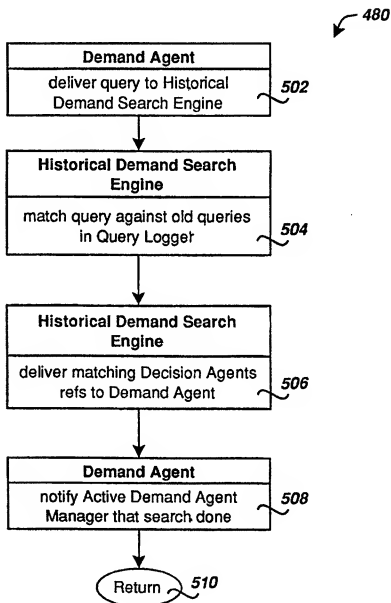 480
Demand Agent
deliver query to Historical
Demand Search Engine
502
Historical Demand Search
Engine
match query against old queries
in Query Logger
504
Historical Demand Search
Engine
deliver matching Decision Agents
refs to Demand Agent
506
Demand Agent
notify Active Demand Agent
Manager that search done
508
Return
510